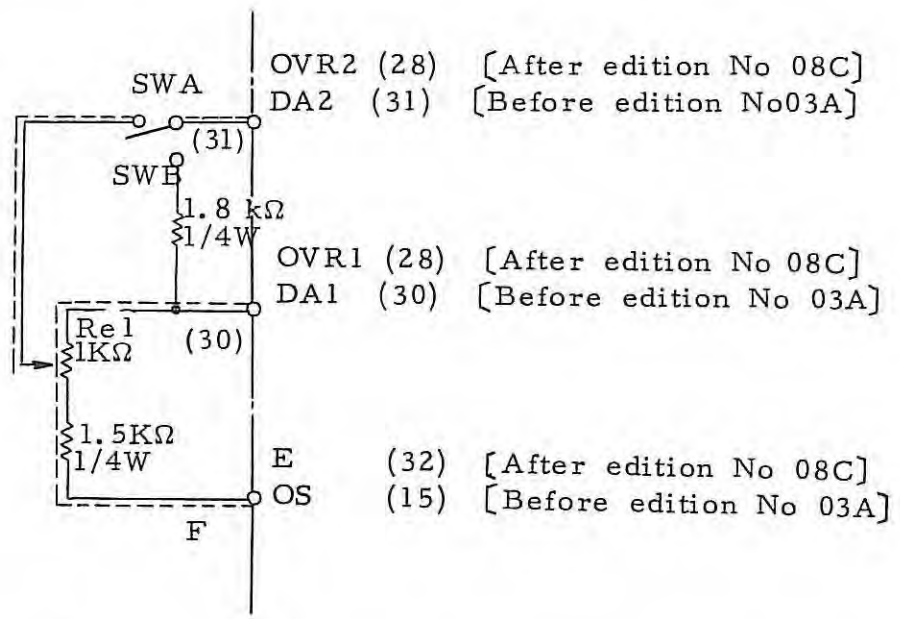 OVR2 (28) [After edition No 08C]
SWA
DA2 (31) [Before edition No03A]
(31)
SWB
1.8 kΩ
1/4W
OVR1 (28) [After edition No 08C]
DA1 (30) [Before edition No 03A]
Re1
1KΩ
(30)
1.5KΩ
1/4W
E (32) [After edition No 08C]
OS (15) [Before edition No 03A]
F